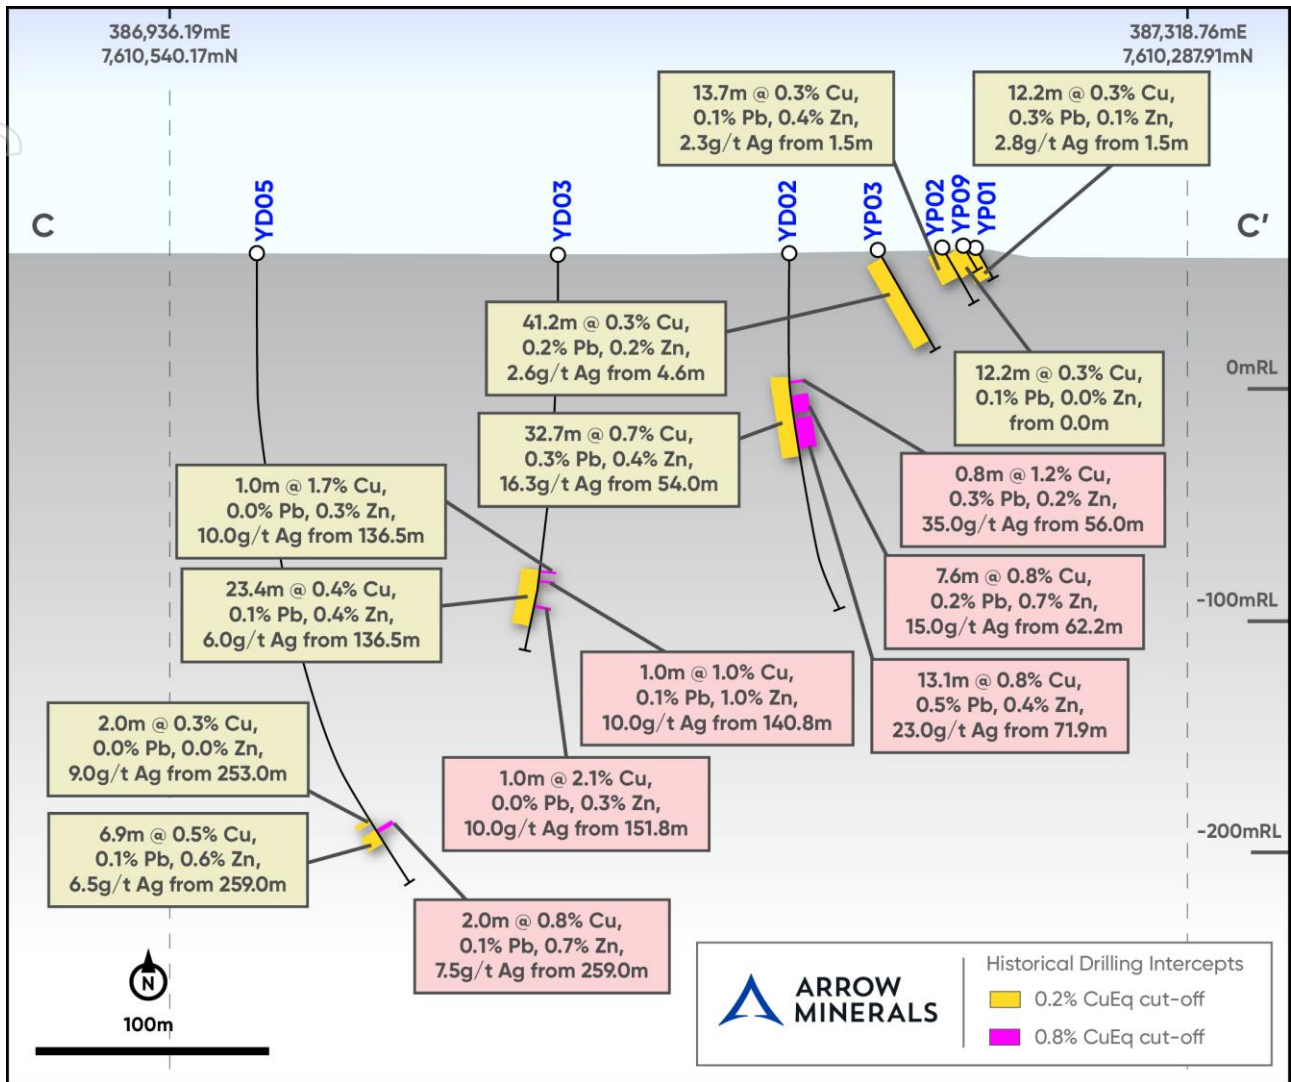 386,936.19mE
7,610,540.17mN
387,318.76mE
7,610,287.91mN
13.7m @ 0.3% Cu,
0.1% Pb, 0.4% Zn,
2.3g/t Ag from 1.5m
12.2m @ 0.3% Cu,
0.3% Pb, 0.1% Zn,
2.8g/t Ag from 1.5m
C
YD05
YD03
YD02
YP03
YP02
YP09
YP01
C'
41.2m @ 0.3% Cu,
0.2% Pb, 0.2% Zn,
2.6g/t Ag from 4.6m
12.2m @ 0.3% Cu,
0.1% Pb, 0.0% Zn,
from 0.0m
0mRL
32.7m @ 0.7% Cu,
0.3% Pb, 0.4% Zn,
16.3g/t Ag from 54.0m
0.8m @ 1.2% Cu,
0.3% Pb, 0.2% Zn,
35.0g/t Ag from 56.0m
1.0m @ 1.7% Cu,
0.0% Pb, 0.3% Zn,
10.0g/t Ag from 136.5m
7.6m @ 0.8% Cu,
0.2% Pb, 0.7% Zn,
15.0g/t Ag from 62.2m
-100mRL
23.4m @ 0.4% Cu,
0.1% Pb, 0.4% Zn,
6.0g/t Ag from 136.5m
1.0m @ 1.0% Cu,
0.1% Pb, 1.0% Zn,
10.0g/t Ag from 140.8m
13.1m @ 0.8% Cu,
0.5% Pb, 0.4% Zn,
23.0g/t Ag from 71.9m
2.0m @ 0.3% Cu,
0.0% Pb, 0.0% Zn,
9.0g/t Ag from 253.0m
1.0m @ 2.1% Cu,
0.0% Pb, 0.3% Zn,
10.0g/t Ag from 151.8m
-200mRL
6.9m @ 0.5% Cu,
0.1% Pb, 0.6% Zn,
6.5g/t Ag from 259.0m
2.0m @ 0.8% Cu,
0.1% Pb, 0.7% Zn,
7.5g/t Ag from 259.0m
N
100m
ARROW
MINERALS
Historical Drilling Intercepts
0.2% CuEq cut-off
0.8% CuEq cut-off